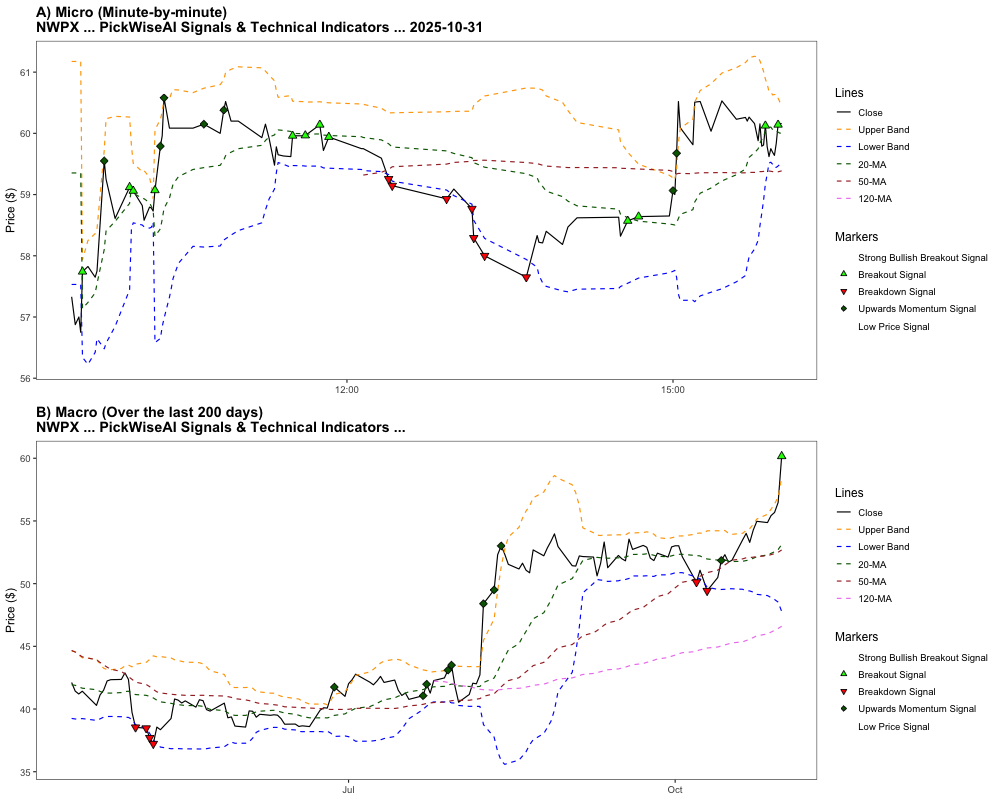 A) Micro (Minute-by-minute)
NWPX ... PickWiseAI Signals & Technical Indicators ... 2025-10-31
61
60
59
58
57
56
Price ($)
12:00
15:00
Lines
Close
Upper Band
Lower Band
20-MA
50-MA
120-MA
Markers
Strong Bullish Breakout Signal
Breakout Signal
Breakdown Signal
Upwards Momentum Signal
Low Price Signal
B) Macro (Over the last 200 days)
NWPX ... PickWiseAI Signals & Technical Indicators ...
60
55
50
45
40
35
Price ($)
Jul
Oct
Lines
Close
Upper Band
Lower Band
20-MA
50-MA
120-MA
Markers
Strong Bullish Breakout Signal
Breakout Signal
Breakdown Signal
Upwards Momentum Signal
Low Price Signal